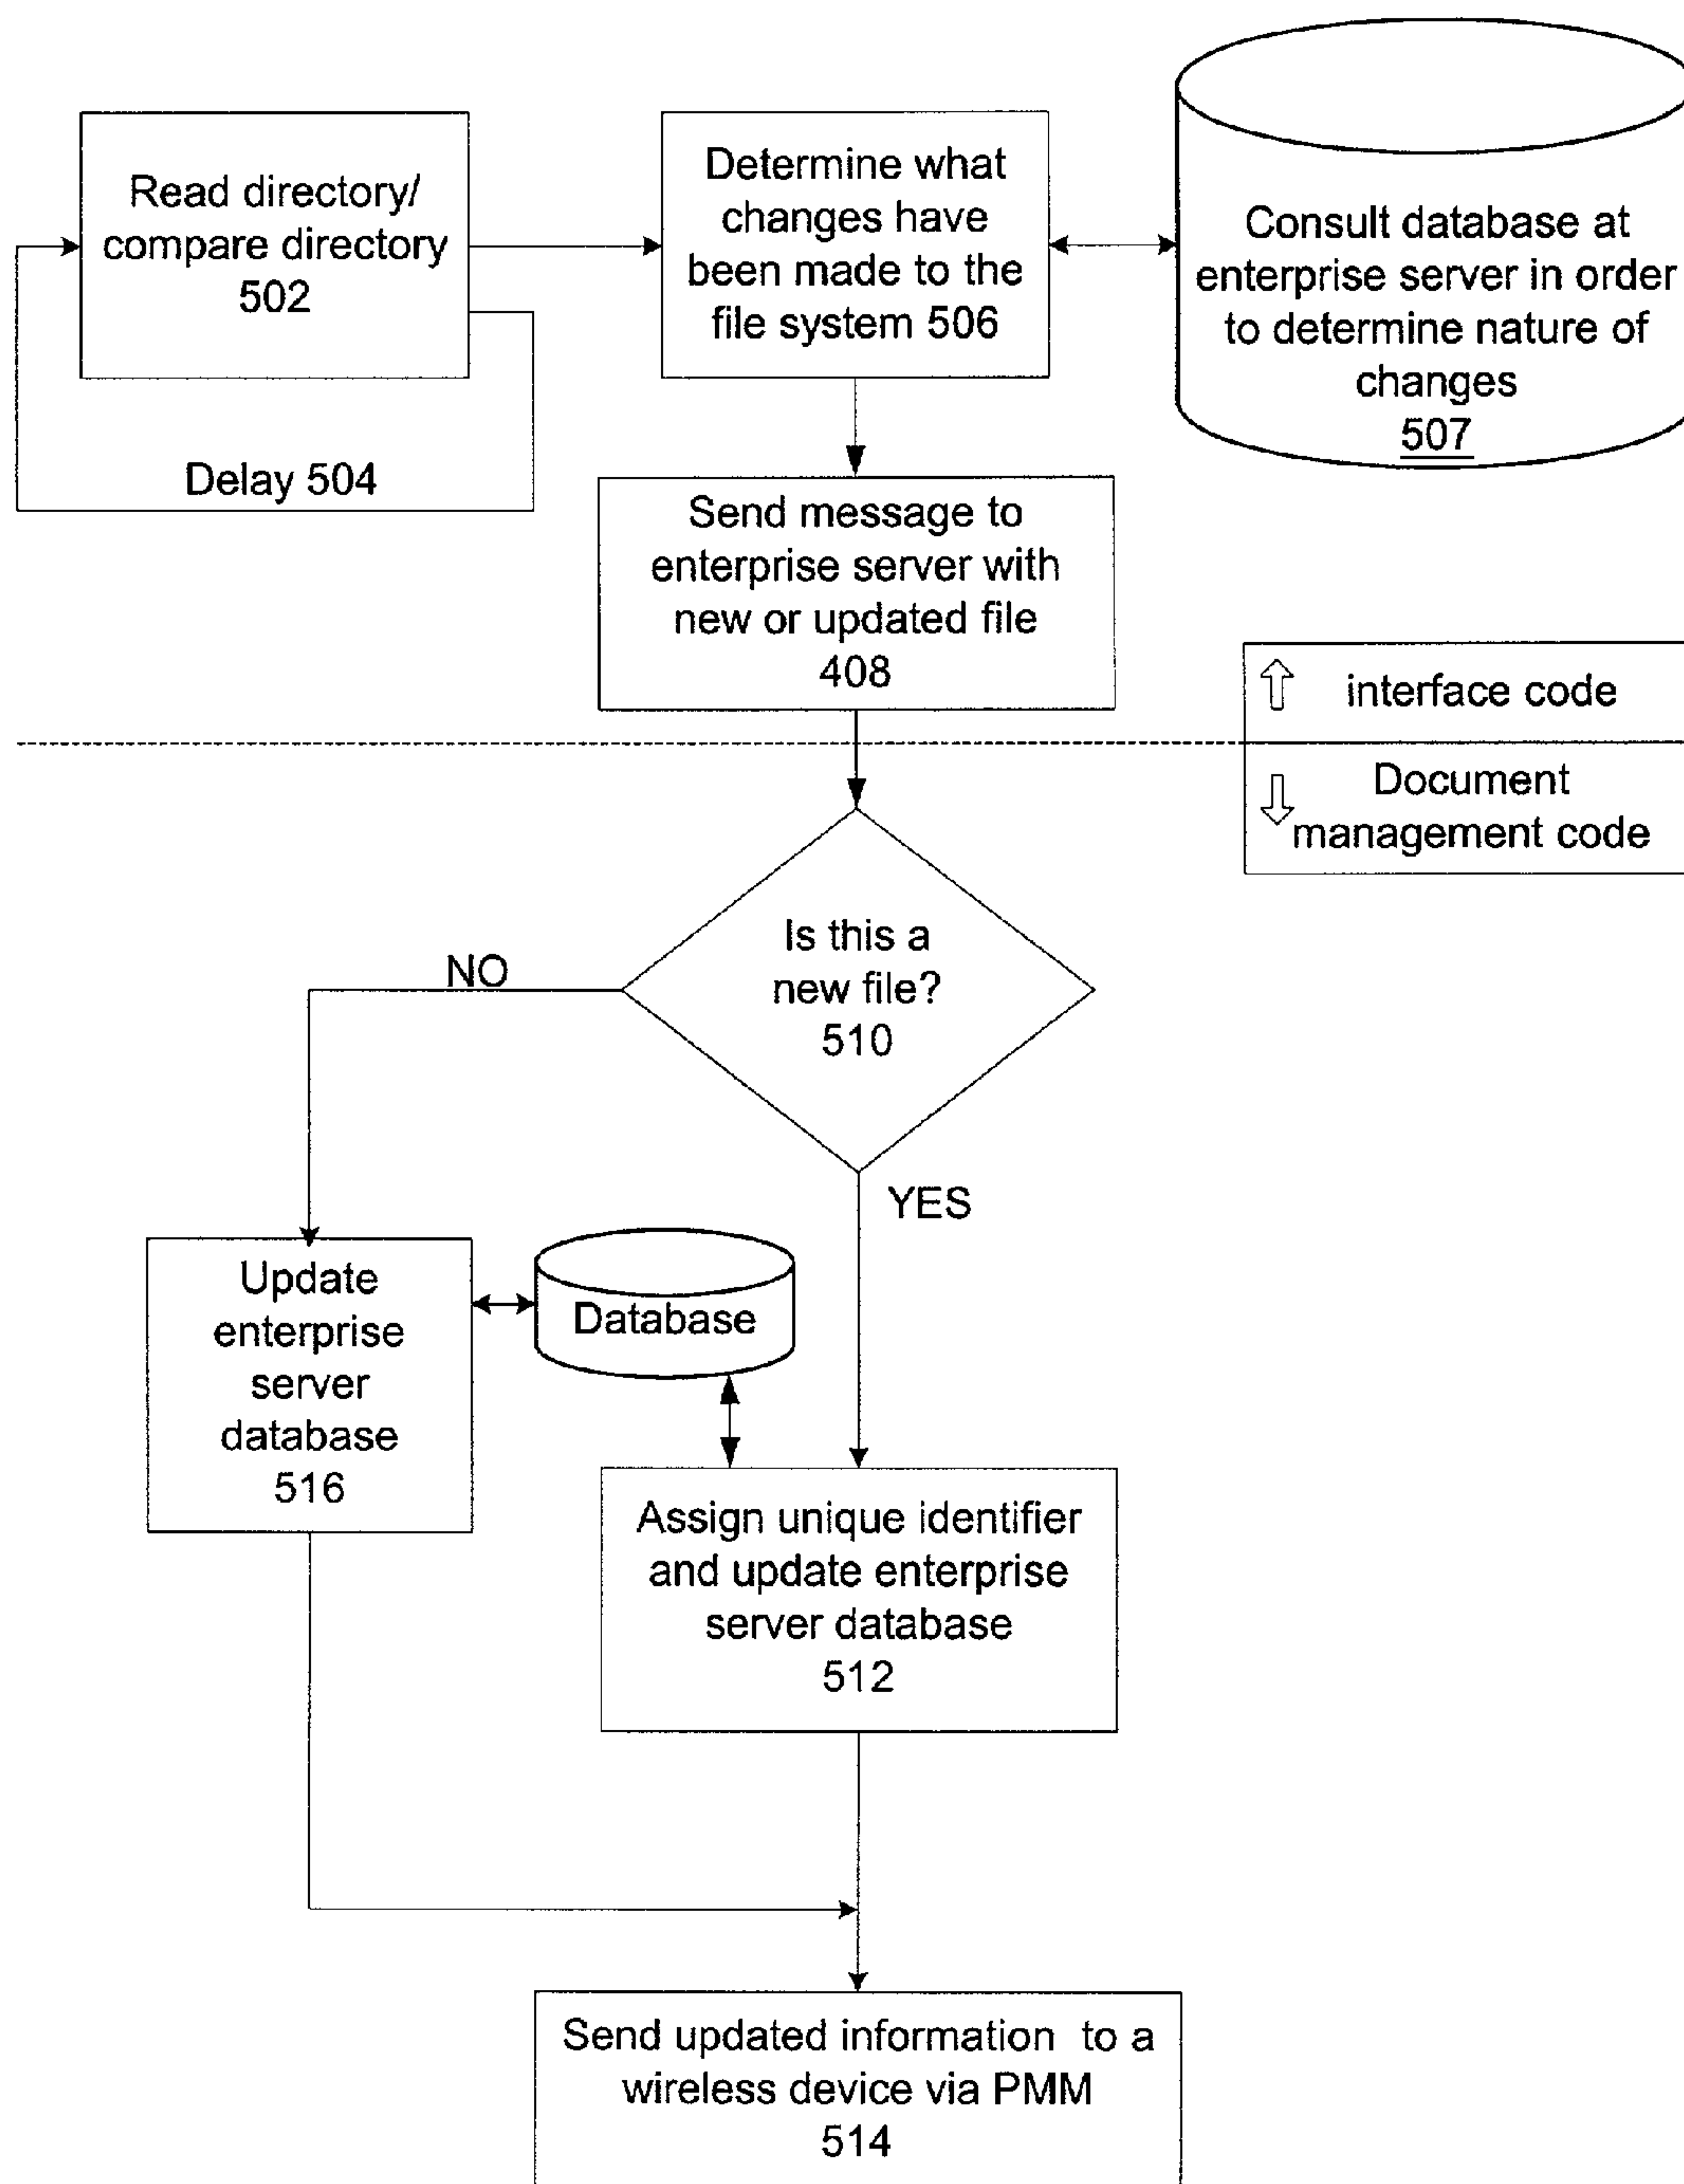 Read directory/
compare directory
502
Determine what
changes have
been made to the
file system 506
Consult database at
enterprise server in order
to determine nature of
changes
507
Delay 504
Send message to
enterprise server with
new or updated file
408
interface code
Document
management code
Is this a
new file?
510
NO
YES
Update
enterprise
server
database
516
Database
Assign unique identifier
and update enterprise
server database
512
Send updated information to a
wireless device via PMM
514